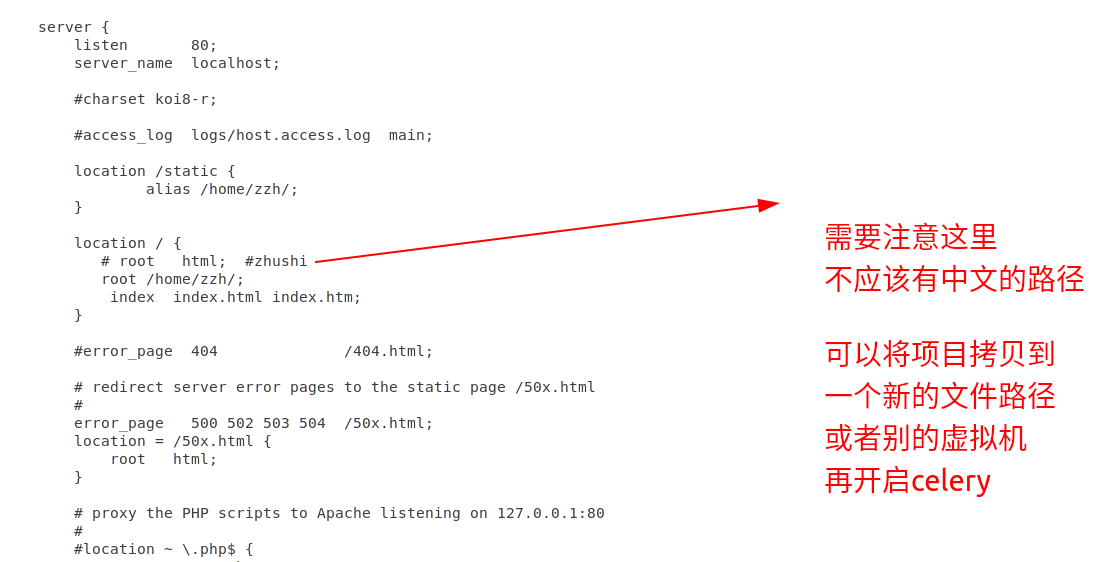 server {
    listen       80;
    server_name  localhost;
    #charset koi8-r;
    #access_log  logs/host.access.log  main;
    location /static {
            alias /home/zzh/;
    }
    location / {
       # root   html;  #zhushi
       root /home/zzh/;
        index  index.html index.htm;
    }
    #error_page  404              /404.html;
    # redirect server error pages to the static page /50x.html
    #
    error_page   500 502 503 504  /50x.html;
    location = /50x.html {
        root   html;
    }
    # proxy the PHP scripts to Apache listening on 127.0.0.1:80
    #
    #location ~ \.php$ {
需要注意这里
不应该有中文的路径
可以将项目拷贝到
一个新的文件路径
或者别的虚拟机
再开启celery